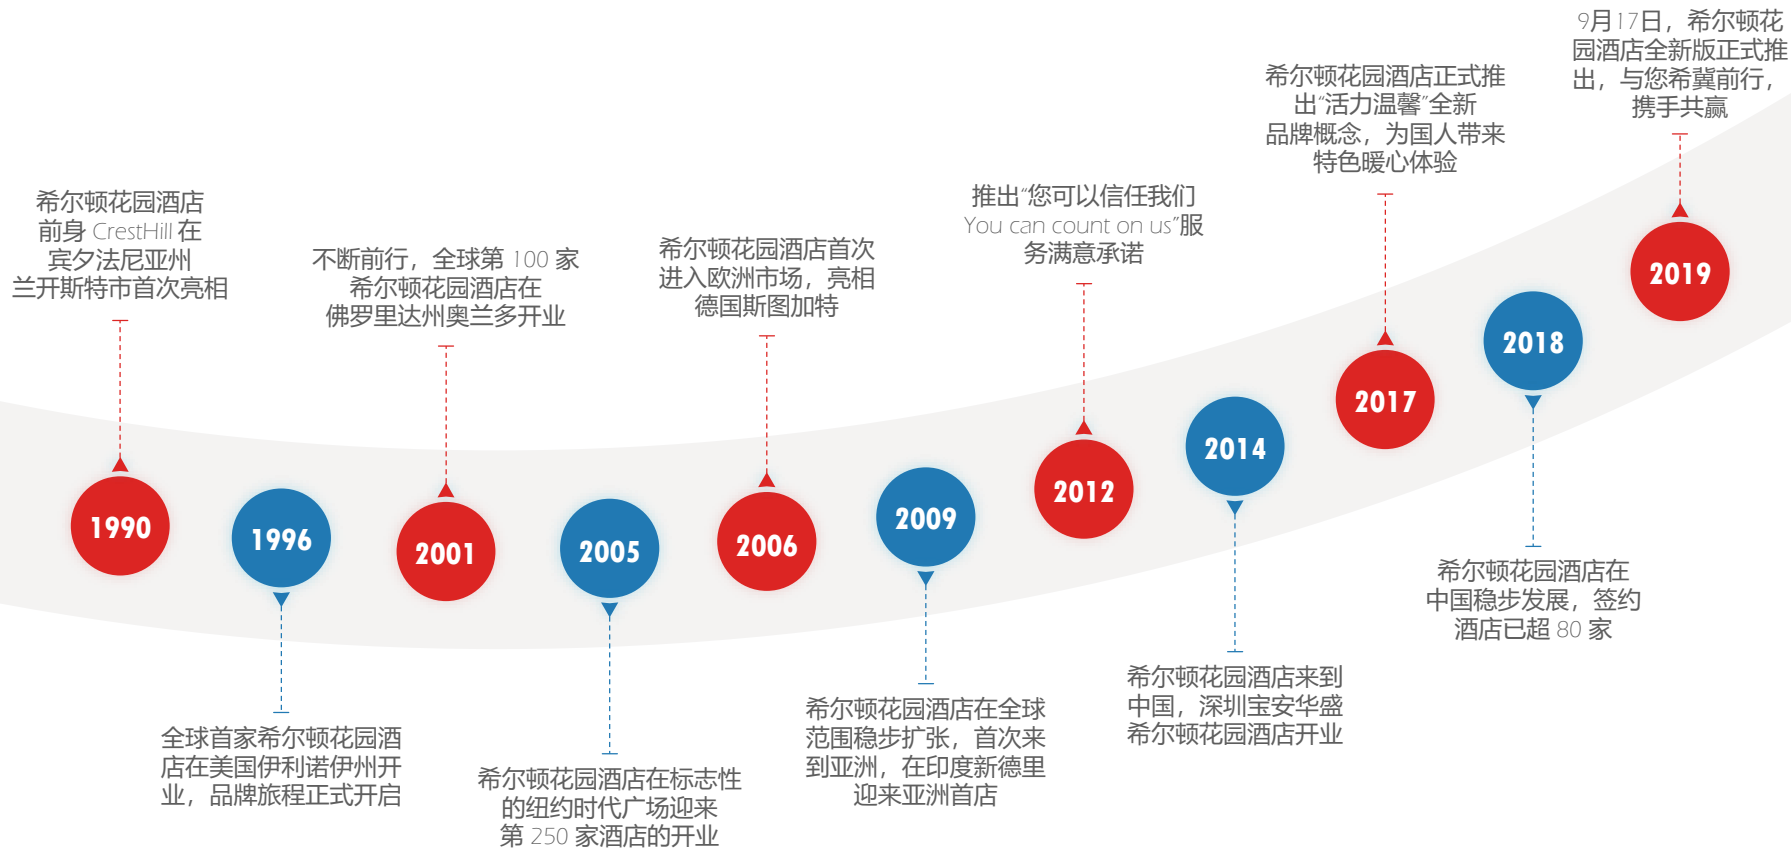 希尔顿花园酒店
前身 CrestHill 在
宾夕法尼亚州
兰开斯特市首次亮相
1990
1996
全球首家希尔顿花园酒
店在美国伊利诺伊州开
业，品牌旅程正式开启
不断前行，全球第 100 家
希尔顿花园酒店在
佛罗里达州奥兰多开业
2001
2005
希尔顿花园酒店在标志性
的纽约时代广场迎来
第 250 家酒店的开业
希尔顿花园酒店首次
进入欧洲市场，亮相
德国斯图加特
2006
2009
希尔顿花园酒店在全球
范围稳步扩张，首次来
到亚洲，在印度新德里
迎来亚洲首店
推出“您可以信任我们
You can count on us”服
务满意承诺
2012
2014
希尔顿花园酒店来到
中国，深圳宝安华盛
希尔顿花园酒店开业
希尔顿花园酒店正式推
出“活力温馨”全新
品牌概念，为国人带来
特色暖心体验
2017
2018
希尔顿花园酒店在
中国稳步发展，签约
酒店已超 80 家
9月17日，希尔顿花
园酒店全新版正式推
出，与您希冀前行，
携手共赢
2019